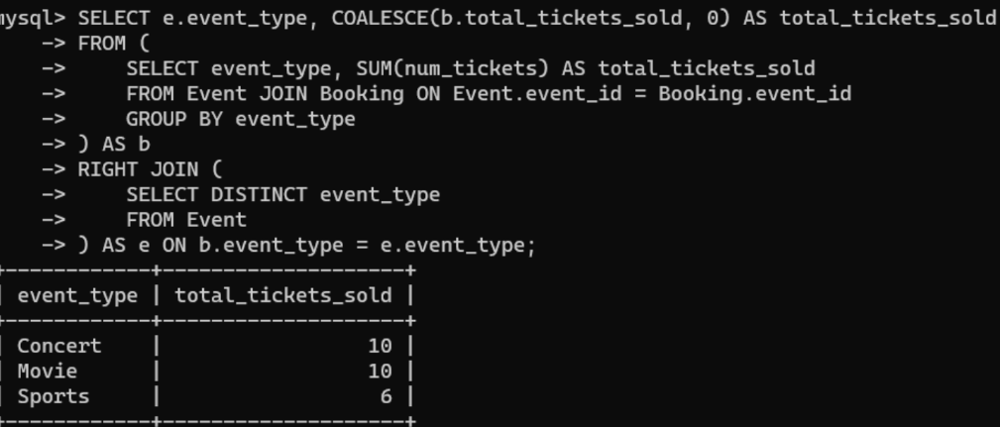 mysql> SELECT e.event_type, COALESCE(b.total_tickets_sold, 0) AS total_tickets_sold
    -> FROM (
    ->     SELECT event_type, SUM(num_tickets) AS total_tickets_sold
    ->     FROM Event JOIN Booking ON Event.event_id = Booking.event_id
    ->     GROUP BY event_type
    -> ) AS b
    -> RIGHT JOIN (
    ->     SELECT DISTINCT event_type
    ->     FROM Event
    -> ) AS e ON b.event_type = e.event_type;
+------------+--------------------+
| event_type | total_tickets_sold |
+------------+--------------------+
| Concert    |                 10 |
| Movie      |                 10 |
| Sports     |                  6 |
+------------+--------------------+